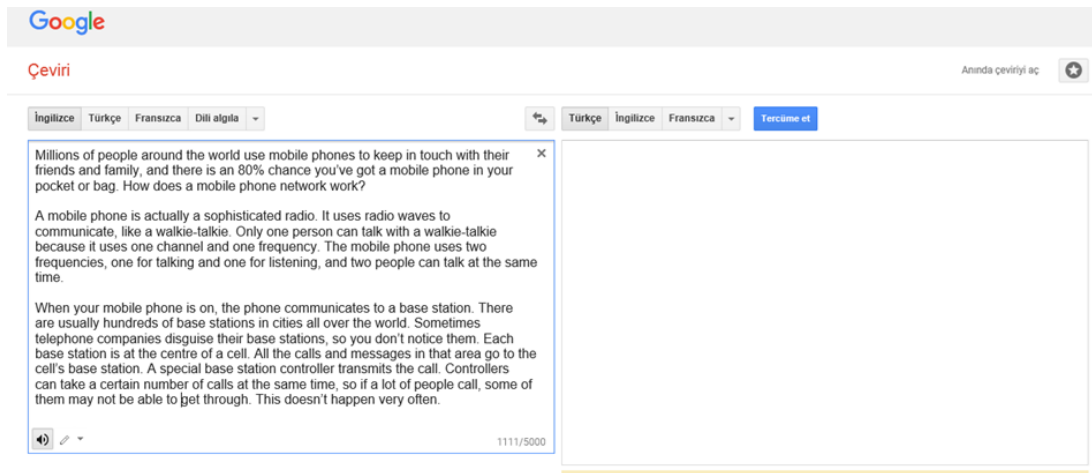 Google
Çeviri
Anında çeviriyi aç
İngilizce Türkçe Fransızca Dili algıla
Türkçe İngilizce Fransızca Tercüme et
Millions of people around the world use mobile phones to keep in touch with their
friends and family, and there is an 80% chance you've got a mobile phone in your
pocket or bag. How does a mobile phone network work?
A mobile phone is actually a sophisticated radio. It uses radio waves to
communicate, like a walkie-talkie. Only one person can talk with a walkie-talkie
because it uses one channel and one frequency. The mobile phone uses two
frequencies, one for talking and one for listening, and two people can talk at the same
time.
When your mobile phone is on, the phone communicates to a base station. There
are usually hundreds of base stations in cities all over the world. Sometimes
telephone companies disguise their base stations, so you don't notice them. Each
base station is at the centre of a cell. All the calls and messages in that area go to the
cell's base station. A special base station controller transmits the call. Controllers
can take a certain number of calls at the same time, so if a lot of people call, some of
them may not be able to get through. This doesn't happen very often.
1111/5000